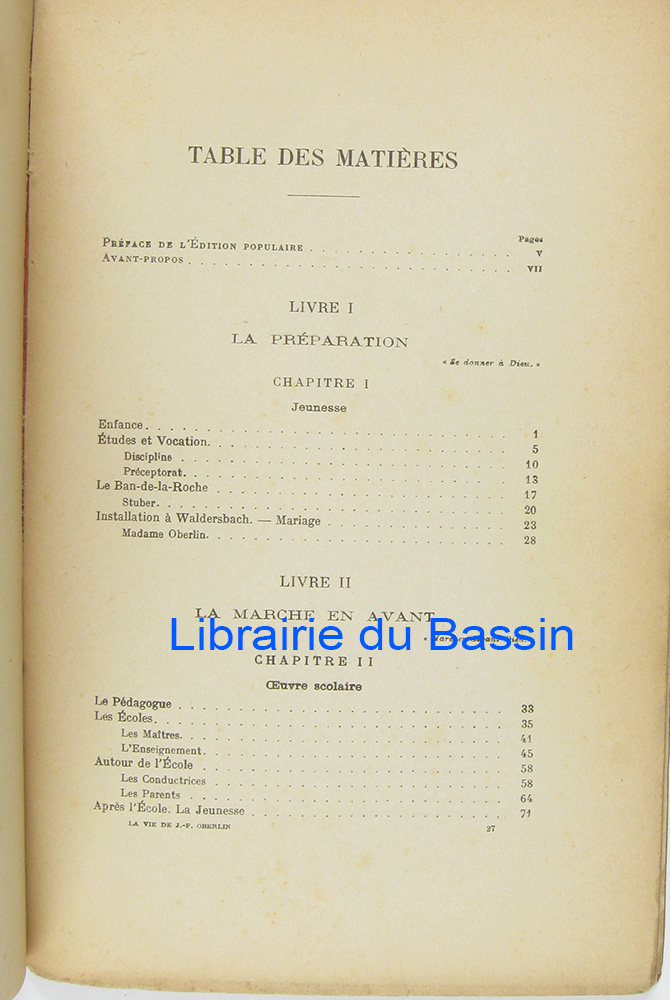 TABLE DES MATIÈRES
Pages
PRÉFACE DE L'ÉDITION POPULAIRE . . . . . . . . . . . . . . . V
AVANT-PROPOS . . . . . . . . . . . . . . . . . . . . . . . . VII
LIVRE I
LA PRÉPARATION
« Se donner à Dieu. »
CHAPITRE I
Jeunesse
Enfance. . . . . . . . . . . . . . . . . . . . . . . . 1
Études et Vocation. . . . . . . . . . . . . . . . . . . . 5
Discipline . . . . . . . . . . . . . . . . . . . . . 10
Préceptorat. . . . . . . . . . . . . . . . . . . . . 13
Le Ban-de-la-Roche . . . . . . . . . . . . . . . . . . . 17
Stuber. . . . . . . . . . . . . . . . . . . . . . 20
Installation à Waldersbach. — Mariage . . . . . . . . . . . . 23
Madame Oberlin. . . . . . . . . . . . . . . . . . . 28
LIVRE II
LA MARCHE EN AVANT
Librairie du Bassin
CHAPITRE II
Œuvre scolaire
Le Pédagogue . . . . . . . . . . . . . . . . . . . . . 33
Les Écoles. . . . . . . . . . . . . . . . . . . . . . . 35
Les Maîtres. . . . . . . . . . . . . . . . . . . . . 41
L'Enseignement. . . . . . . . . . . . . . . . . . . . 45
Autour de l'École . . . . . . . . . . . . . . . . . . . . 58
Les Conductrices . . . . . . . . . . . . . . . . . . . 58
Les Parents . . . . . . . . . . . . . . . . . . . . . 64
Après l'École. La Jeunesse . . . . . . . . . . . . . . . . 71
LA VIE DE J.-F. OBERLIN 27